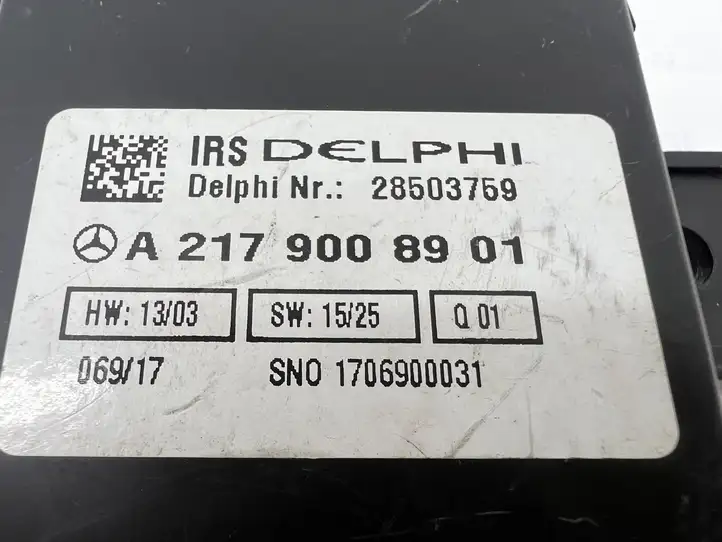 IRS DELPHI
Delphi Nr.: 28503759
A 217 900 89 01
HW: 13/03 SW: 15/25 Q 01
069/17 SNO 1706900031